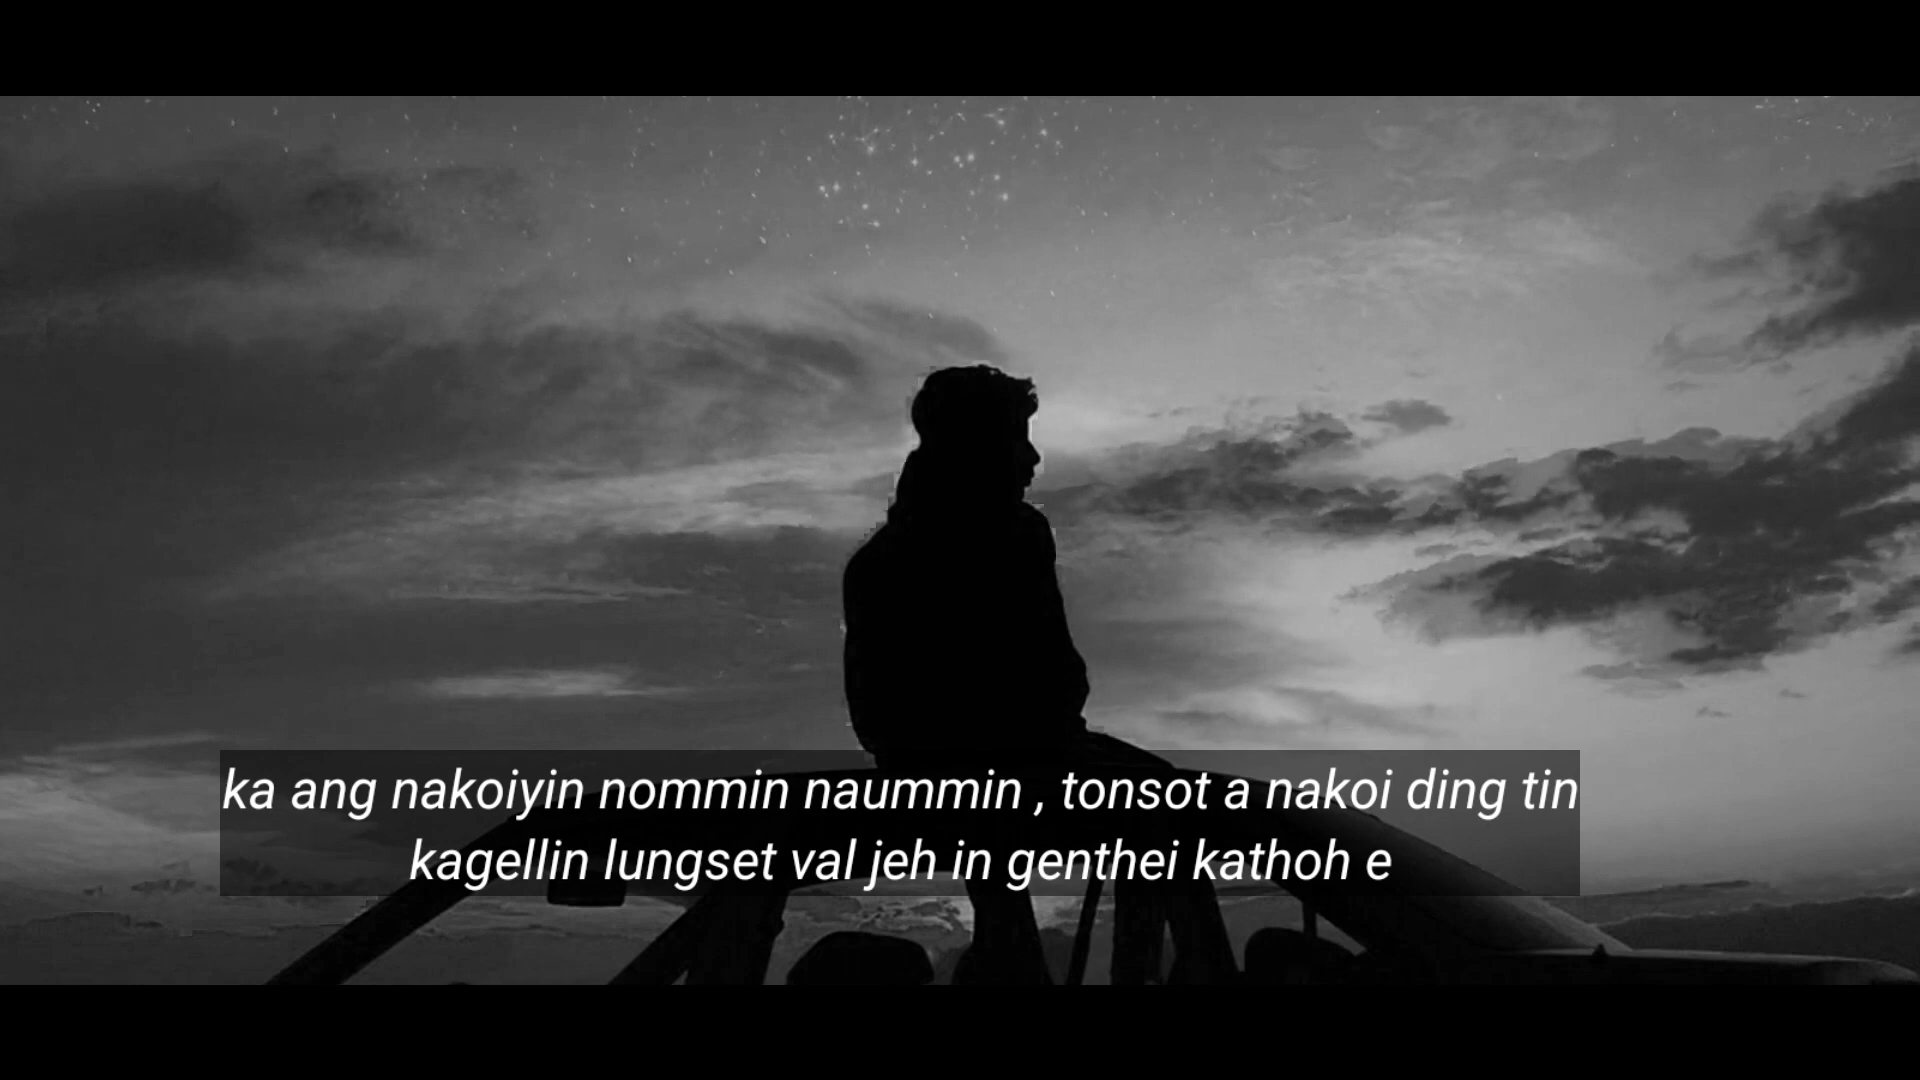 ka ang nakoiyin nommin naummin , tonsot a nakoi ding tin
kagellin lungset val jeh in genthei kathoh e